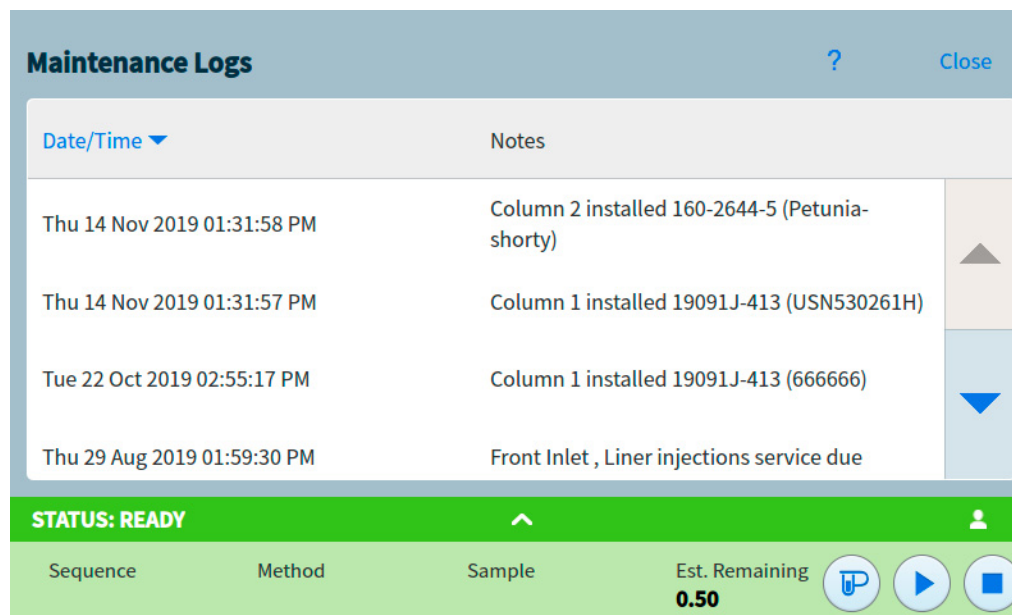 Maintenance Logs
? Close
Date/Time Notes
Thu 14 Nov 2019 01:31:58 PM Column 2 installed 160-2644-5 (Petunia-
shorty)
Thu 14 Nov 2019 01:31:57 PM Column 1 installed 19091J-413 (USN530261H)
Tue 22 Oct 2019 02:55:17 PM Column 1 installed 19091J-413 (666666)
Thu 29 Aug 2019 01:59:30 PM Front Inlet , Liner injections service due
STATUS: READY
Sequence Method Sample Est. Remaining
0.50